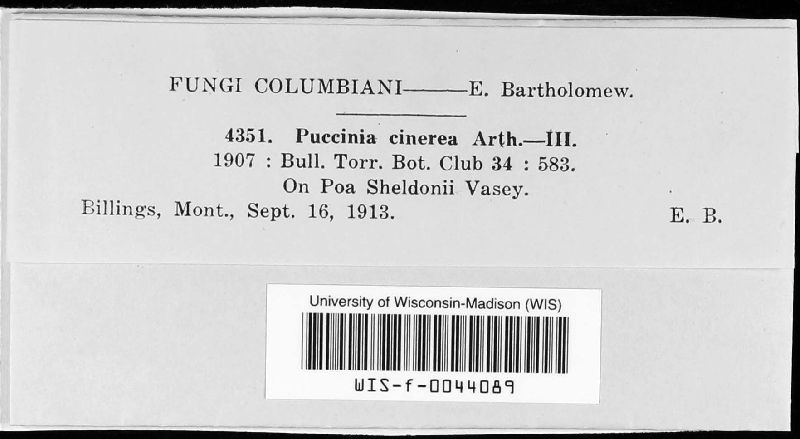 FUNGI COLUMBIANI——E. Bartholomew.
4351. Puccinia cinerea Arth.—III.
1907 : Bull. Torr. Bot. Club 34 : 583.
On Poa Sheldonii Vasey.
Billings, Mont., Sept. 16, 1913. E. B.
University of Wisconsin-Madison (WIS)
WIS-f-0044089